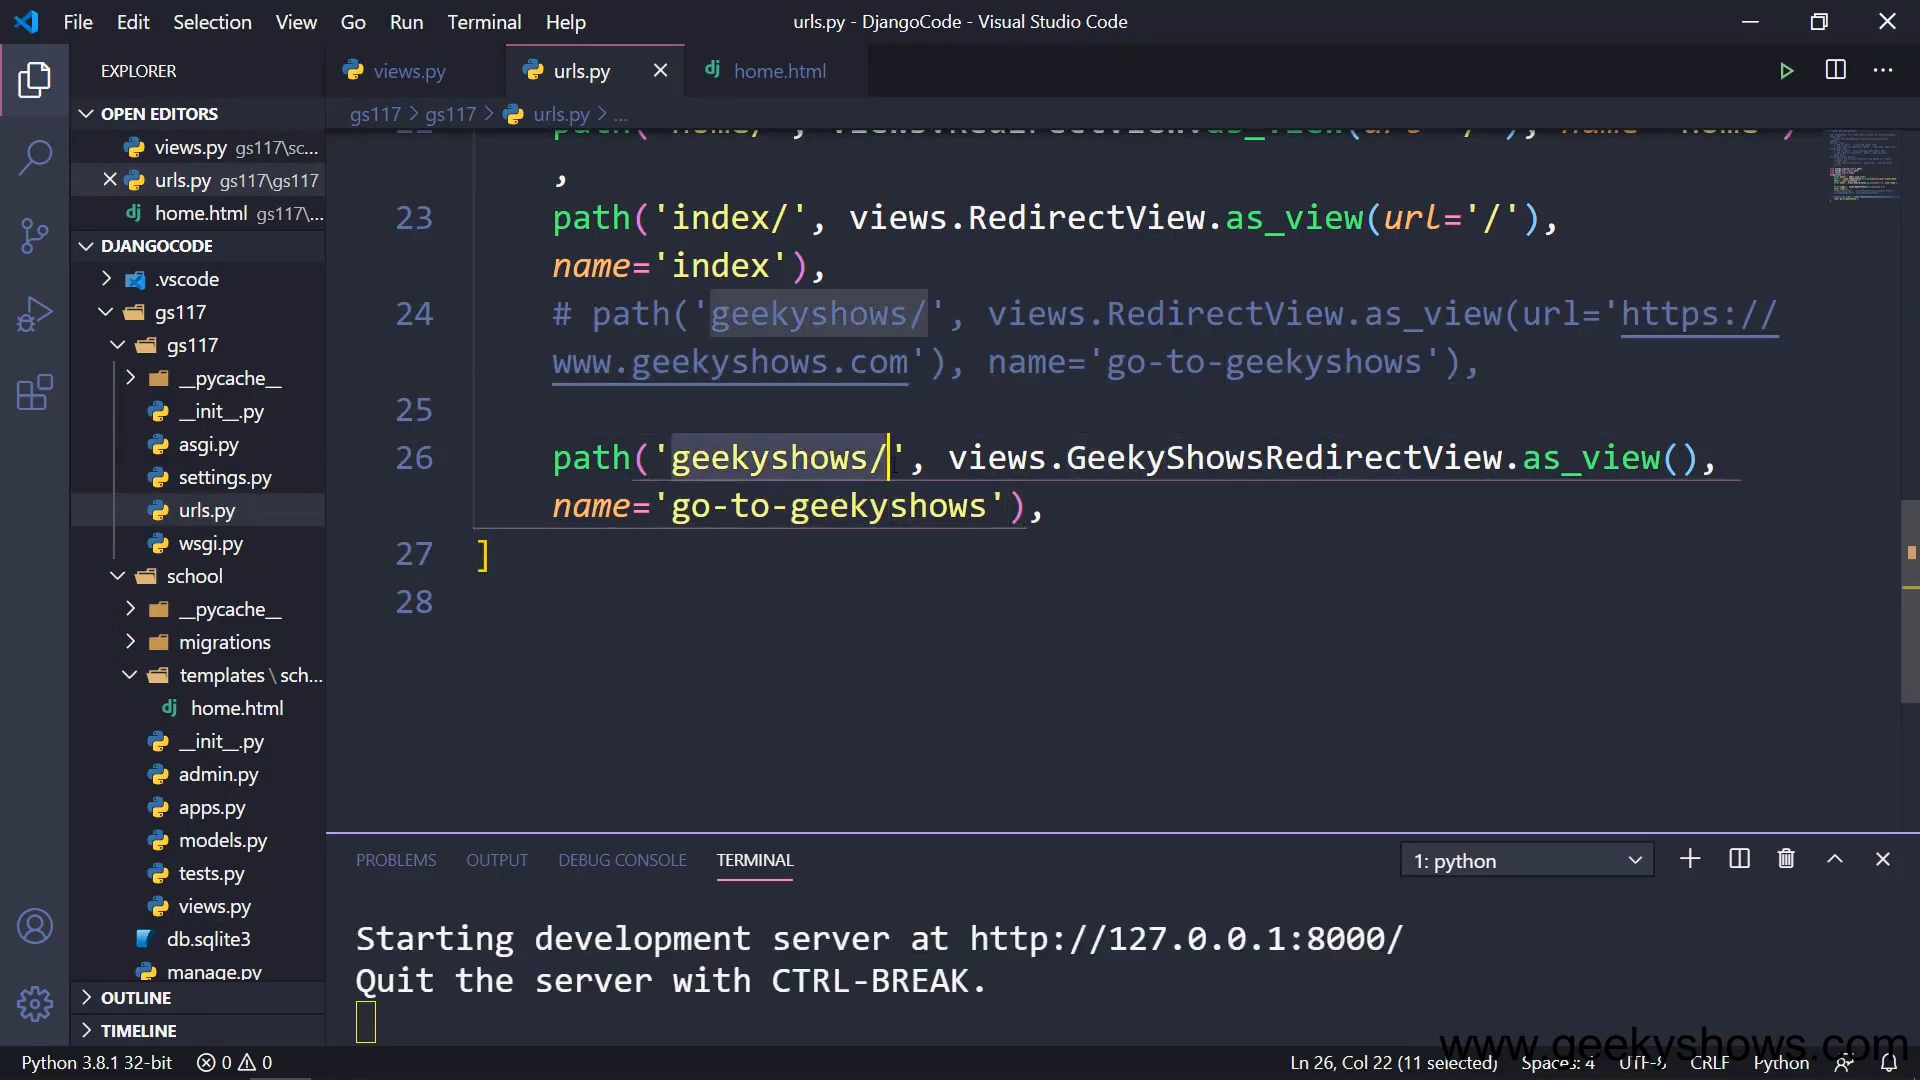 File Edit Selection View Go Run Terminal Help
urls.py - DjangoCode - Visual Studio Code
EXPLORER
views.py
urls.py
home.html
OPEN EDITORS
views.py gs117\sc...
urls.py gs117\gs117
home.html gs117\...
DJANGOCODE
.vscode
gs117
gs117
__pycache__
__init__.py
asgi.py
settings.py
urls.py
wsgi.py
school
__pycache__
migrations
templates \ sch...
home.html
__init__.py
admin.py
apps.py
models.py
tests.py
views.py
db.sqlite3
manage.py
OUTLINE
TIMELINE
gs117 > gs117 > urls.py > ...
,
23 path('index/', views.RedirectView.as_view(url='/'),
name='index'),
24 # path('geekyshows/', views.RedirectView.as_view(url='https://
www.geekyshows.com'), name='go-to-geekyshows'),
25
26 path('geekyshows/', views.GeekyShowsRedirectView.as_view(),
name='go-to-geekyshows'),
27 ]
28
PROBLEMS OUTPUT DEBUG CONSOLE TERMINAL
1: python
Starting development server at http://127.0.0.1:8000/
Quit the server with CTRL-BREAK.
www.geekyshows.com
Python 3.8.1 32-bit 0 0
Ln 26, Col 22 (11 selected) Spaces: 4 UTF-8 CRLF Python